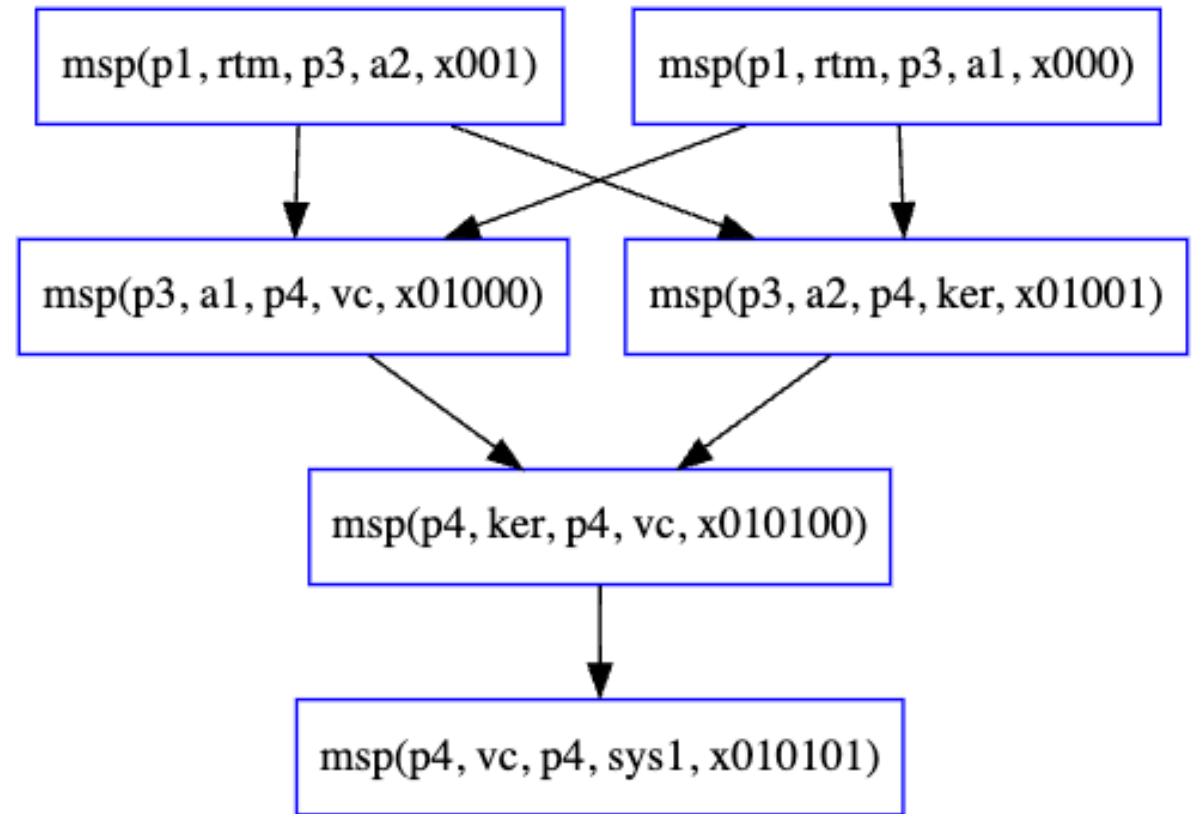 msp(p1, rtm, p3, a2, x001)
msp(p1, rtm, p3, a1, x000)
msp(p3, a1, p4, vc, x01000)
msp(p3, a2, p4, ker, x01001)
msp(p4, ker, p4, vc, x010100)
msp(p4, vc, p4, sys1, x010101)